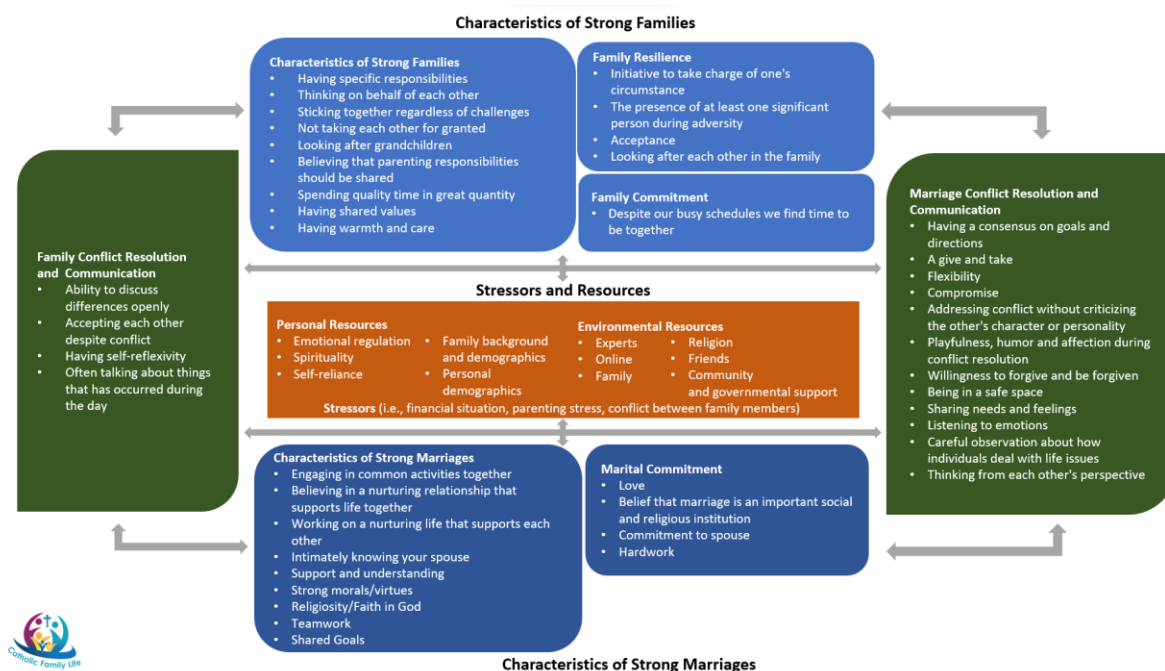 Characteristics of Strong Families
Characteristics of Strong Families
• Having specific responsibilities
• Thinking on behalf of each other
• Sticking together regardless of challenges
• Not taking each other for granted
• Looking after grandchildren
• Believing that parenting responsibilities
should be shared
• Spending quality time in great quantity
• Having shared values
• Having warmth and care
Family Resilience
• Initiative to take charge of one's
circumstance
• The presence of at least one significant
person during adversity
• Acceptance
• Looking after each other in the family
Family Commitment
• Despite our busy schedules we find time to
be together
Family Conflict Resolution
and Communication
• Ability to discuss
differences openly
• Accepting each other
despite conflict
• Having self-reflexivity
• Often talking about things
that has occurred during
the day
Stressors and Resources
Personal Resources
• Emotional regulation
• Spirituality
• Self-reliance
• Family background
and demographics
• Personal
demographics
Environmental Resources
• Experts
• Online
• Family
• Religion
• Friends
• Community
and governmental support
Stressors (i.e., financial situation, parenting stress, conflict between family members)
Marriage Conflict Resolution and
Communication
• Having a consensus on goals and
directions
• A give and take
• Flexibility
• Compromise
• Addressing conflict without criticizing
the other's character or personality
• Playfulness, humor and affection during
conflict resolution
• Willingness to forgive and be forgiven
• Being in a safe space
• Sharing needs and feelings
• Listening to emotions
• Careful observation about how
individuals deal with life issues
• Thinking from each other's perspective
Characteristics of Strong Marriages
• Engaging in common activities together
• Believing in a nurturing relationship that
supports life together
• Working on a nurturing life that supports each
other
• Intimately knowing your spouse
• Support and understanding
• Strong morals/virtues
• Religiosity/Faith in God
• Teamwork
• Shared Goals
Marital Commitment
• Love
• Belief that marriage is an important social
and religious institution
• Commitment to spouse
• Hardwork
Catholic Family Life
Characteristics of Strong Marriages